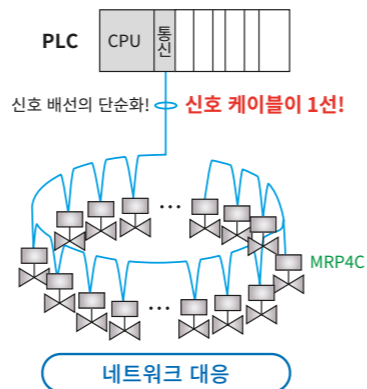 PLC
CPU
통신
신호 배선의 단순화!
신호 케이블이 1선!
...
MRP4C
...
네트워크 대응